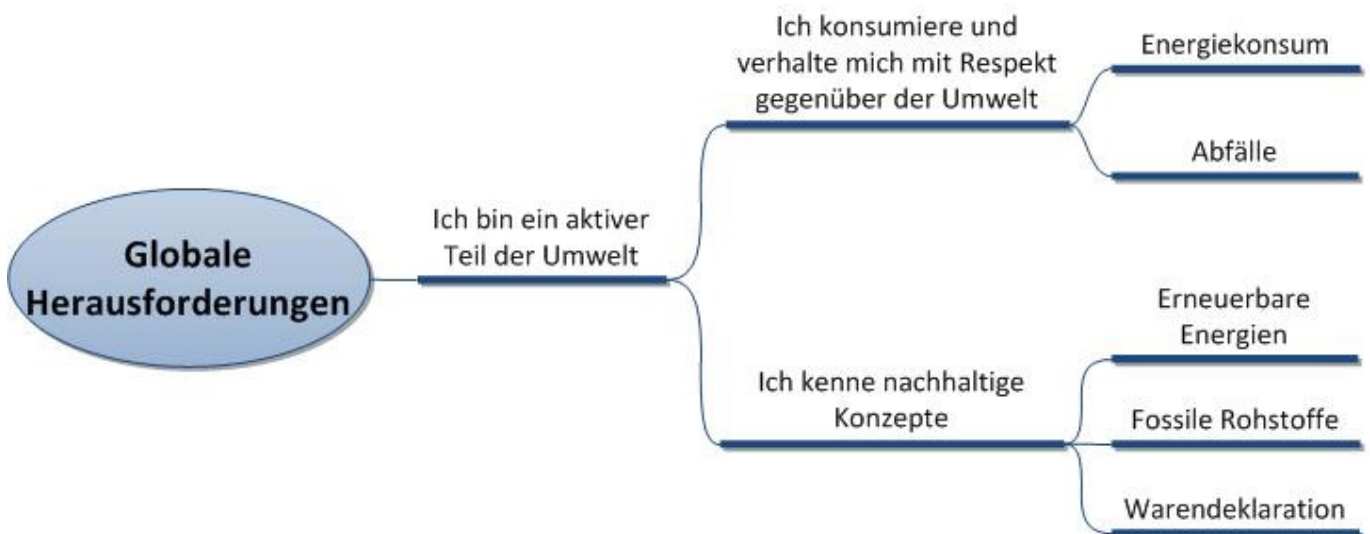 Globale
Herausforderungen
Ich bin ein aktiver
Teil der Umwelt
Ich konsumiere und
verhalte mich mit Respekt
gegenüber der Umwelt
Energiekonsum
Abfälle
Ich kenne nachhaltige
Konzepte
Erneuerbare
Energien
Fossile Rohstoffe
Warendeklaration